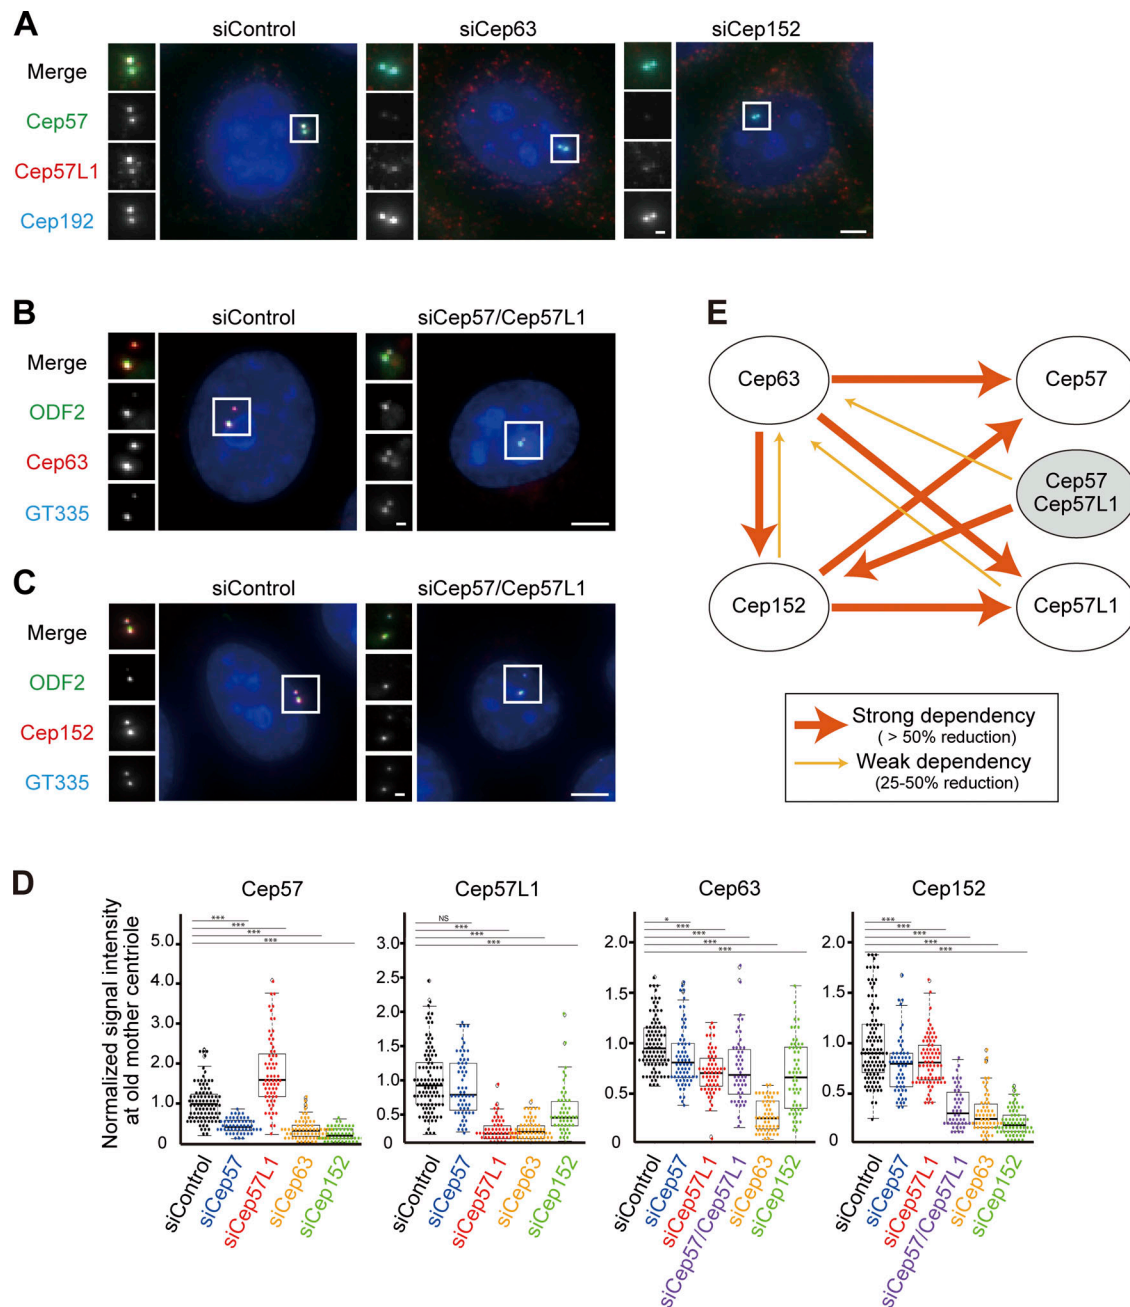 A
siControl
siCep63
siCep152
Merge
Cep57
Cep57L1
Cep192
B
siControl
siCep57/Cep57L1
Merge
ODF2
Cep63
GT335
C
siControl
siCep57/Cep57L1
Merge
ODF2
Cep152
GT335
E
Cep63
Cep57
Cep57
Cep57L1
Cep152
Cep57L1
Strong dependency
( > 50% reduction)
Weak dependency
(25-50% reduction)
D
Normalized signal intensity
at old mother centriole
Cep57
5.0
4.0
3.0
2.0
1.0
0
***
***
***
***
siControl
siCep57
siCep57L1
siCep63
siCep152
Cep57L1
3.0
2.5
2.0
1.5
1.0
0.5
0
NS
***
***
***
siControl
siCep57
siCep57L1
siCep63
siCep152
Cep63
2.0
1.5
1.0
0.5
0
*
***
***
***
***
siControl
siCep57
siCep57L1
siCep57/Cep57L1
siCep63
siCep152
Cep152
2.0
1.5
1.0
0.5
0
***
***
***
***
***
siControl
siCep57
siCep57L1
siCep57/Cep57L1
siCep63
siCep152